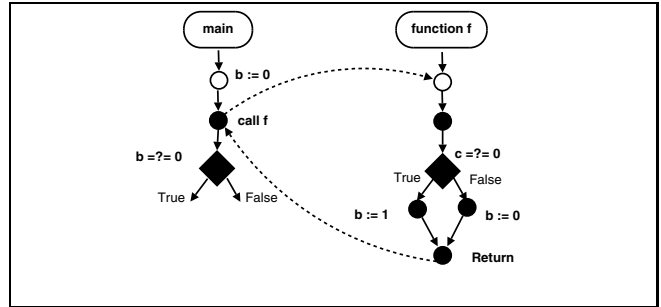 main
function f
b := 0
call f
b =?= 0
c =?= 0
True
False
True
False
b := 1
b := 0
Return